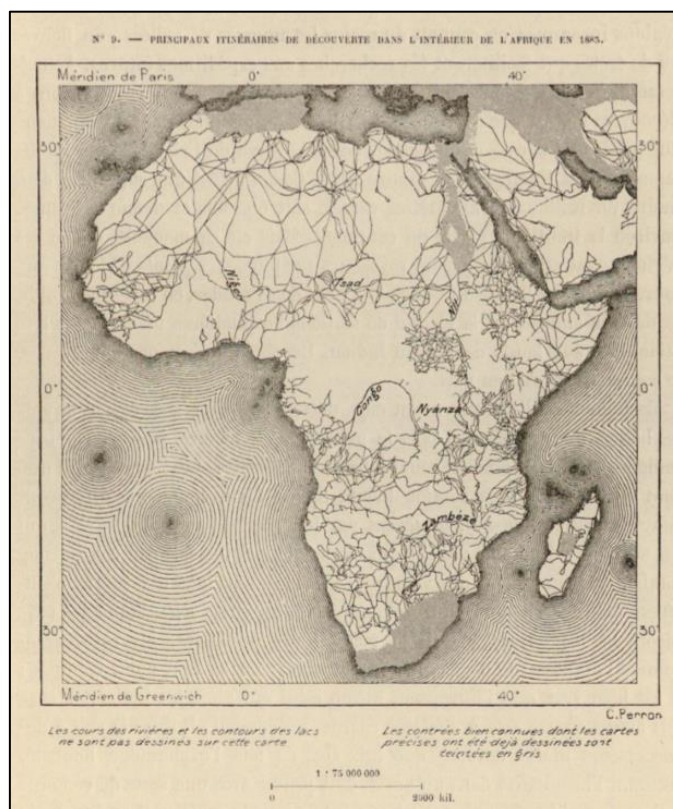 N° 9. — PRINCIPAUX ITINÉRAIRES DE DÉCOUVERTE DANS L'INTÉRIEUR DE L'AFRIQUE EN 1885.
Méridien de Paris 0° 40°
30° 30°
Niger Tsad Nil
0° 0°
Congo Nyanza
Zambèze
30° 30°
Méridien de Greenwich 0° 40°
C. Perron
Les cours des rivières et les contours des lacs
ne sont pas dessinés sur cette carte
Les contrées bien connues dont les cartes
précises ont été déjà dessinées sont
teintées en gris
1 : 75 000 000
0 2000 kil.